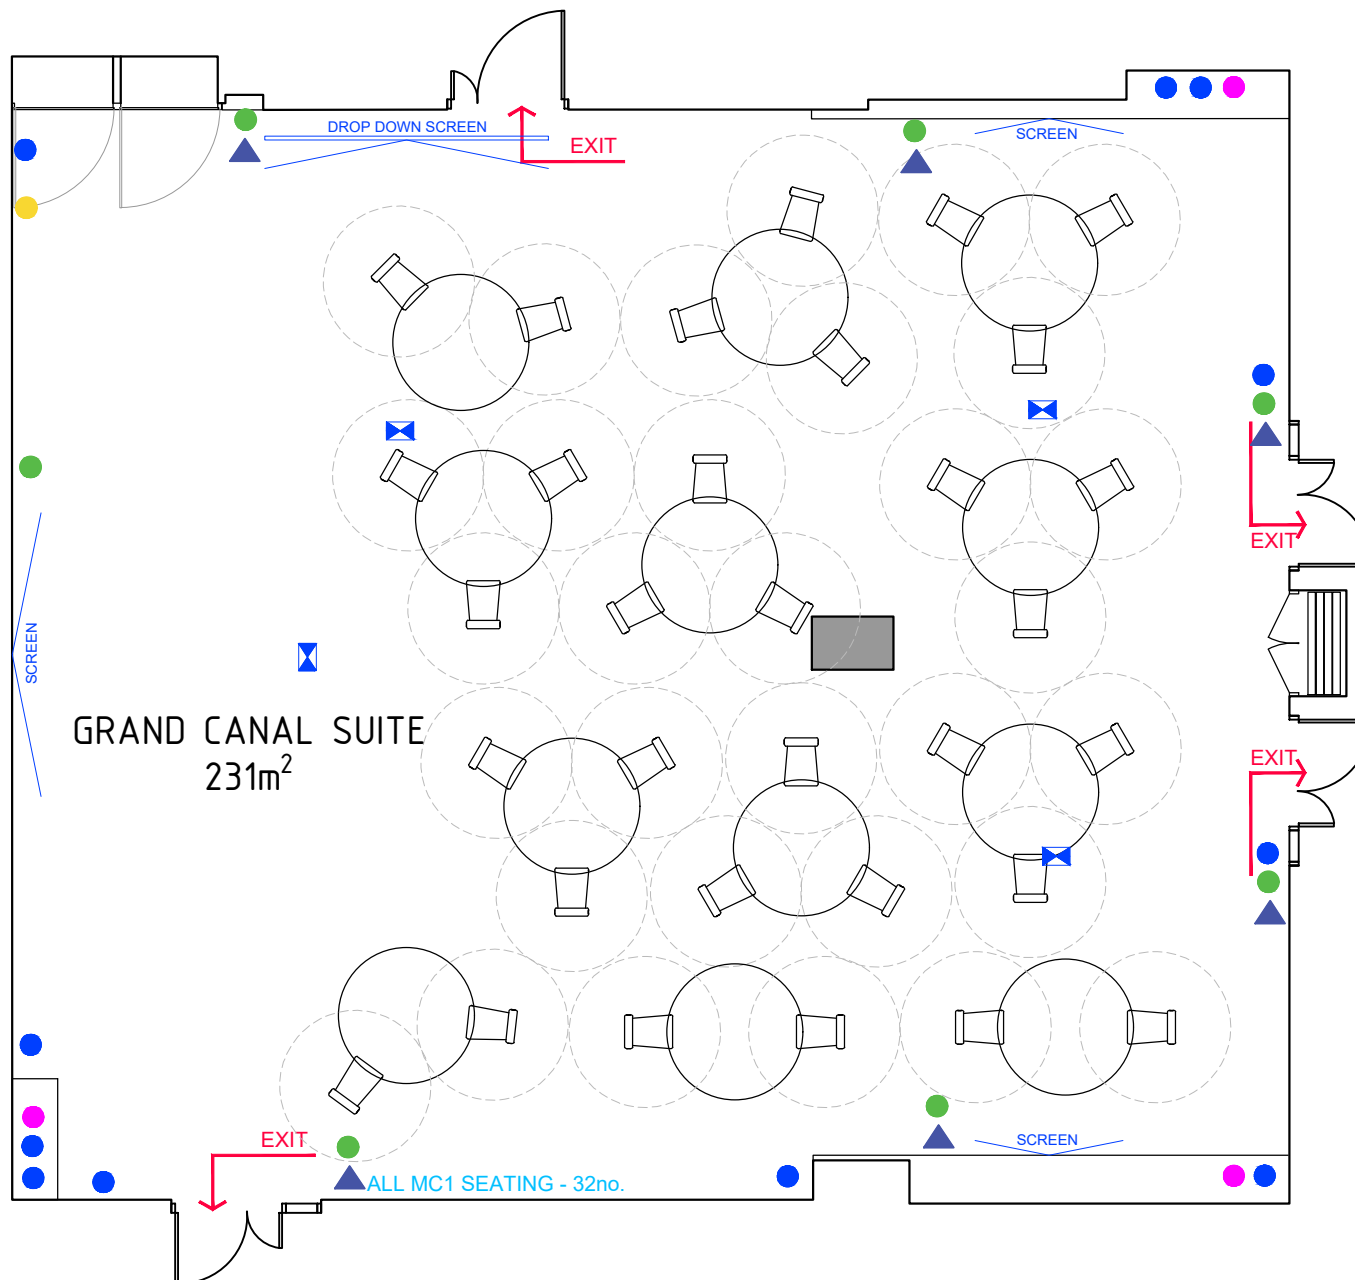 DROP DOWN SCREEN
EXIT
SCREEN
EXIT
SCREEN
GRAND CANAL SUITE
231m²
EXIT
EXIT
SCREEN
ALL MC1 SEATING - 32no.